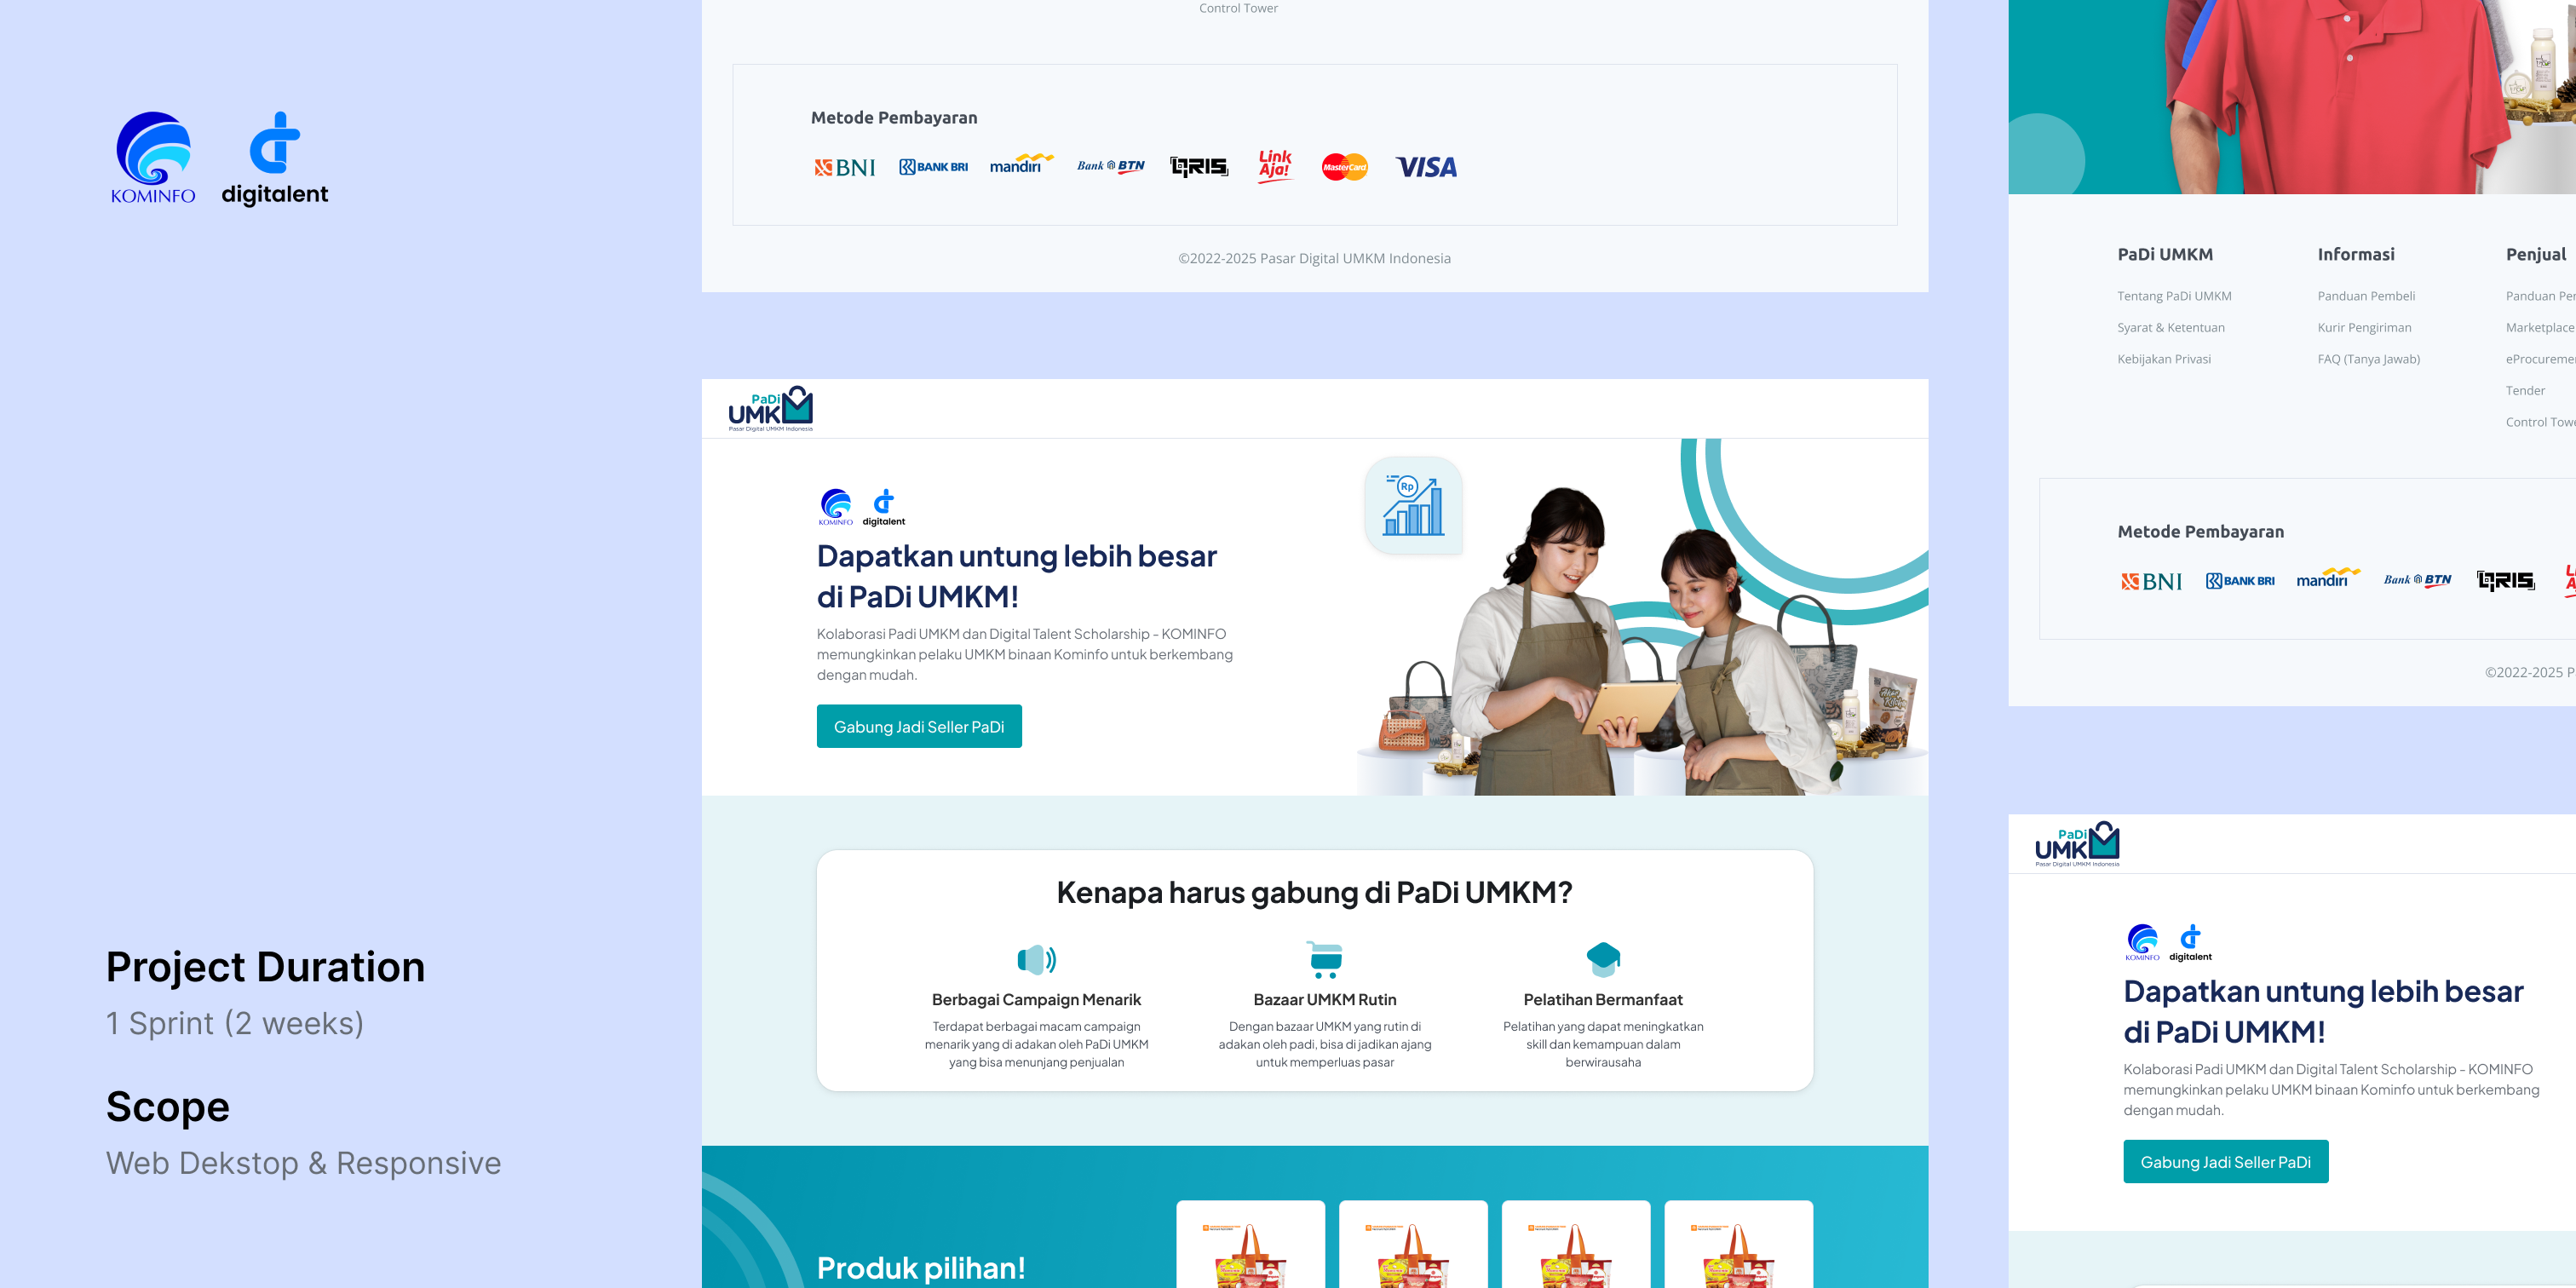 KOMINFO
digitalent
Project Duration
1 Sprint (2 weeks)
Scope
Web Dekstop & Responsive
Control Tower
Metode Pembayaran
BNI
BANK BRI
mandiri
Bank BTN
QRIS
Link
Aja!
MasterCard
VISA
©2022-2025 Pasar Digital UMKM Indonesia
PaDi
UMKM
Pasar Digital UMKM Indonesia
KOMINFO
digitalent
Rp
Dapatkan untung lebih besar
di PaDi UMKM!
Kolaborasi Padi UMKM dan Digital Talent Scholarship - KOMINFO
memungkinkan pelaku UMKM binaan Kominfo untuk berkembang
dengan mudah.
Gabung Jadi Seller PaDi
Kenapa harus gabung di PaDi UMKM?
Berbagai Campaign Menarik
Terdapat berbagai macam campaign
menarik yang di adakan oleh PaDi UMKM
yang bisa menunjang penjualan
Bazaar UMKM Rutin
Dengan bazaar UMKM yang rutin di
adakan oleh padi, bisa di jadikan ajang
untuk memperluas pasar
Pelatihan Bermanfaat
Pelatihan yang dapat meningkatkan
skill dan kemampuan dalam
berwirausaha
Produk pilihan!
PaDi UMKM
Tentang PaDi UMKM
Syarat & Ketentuan
Kebijakan Privasi
Informasi
Panduan Pembeli
Kurir Pengiriman
FAQ (Tanya Jawab)
Penjual
Panduan Pen
Marketplace
eProcureme
Tender
Control Towe
Metode Pembayaran
BNI
BANK BRI
mandiri
Bank BTN
QRIS
©2022-2025 P
PaDi
UMKM
Pasar Digital UMKM Indonesia
KOMINFO
digitalent
Dapatkan untung lebih besar
di PaDi UMKM!
Kolaborasi Padi UMKM dan Digital Talent Scholarship - KOMINFO
memungkinkan pelaku UMKM binaan Kominfo untuk berkembang
dengan mudah.
Gabung Jadi Seller PaDi